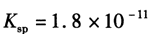 K_sp = 1.8 × 10^-11